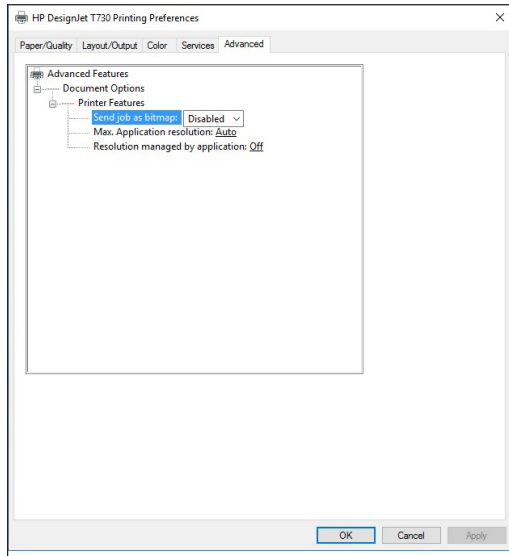 HP DesignJet T730 Printing Preferences
Paper/Quality Layout/Output Color Services Advanced
Advanced Features
Document Options
Printer Features
Send job as bitmap: Disabled
Max. Application resolution: Auto
Resolution managed by application: Off
OK Cancel Apply